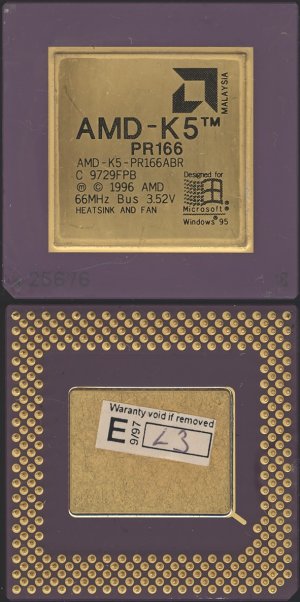 MALAYSIA
AMD-K5™
PR166
AMD-K5-PR166ABR
C 9729FPB
Ⓜ © 1996 AMD
66MHz Bus 3.52V
HEATSINK AND FAN
Designed for
Microsoft®
Windows® 95
25676
Waranty void if removed
E
9/97
L3